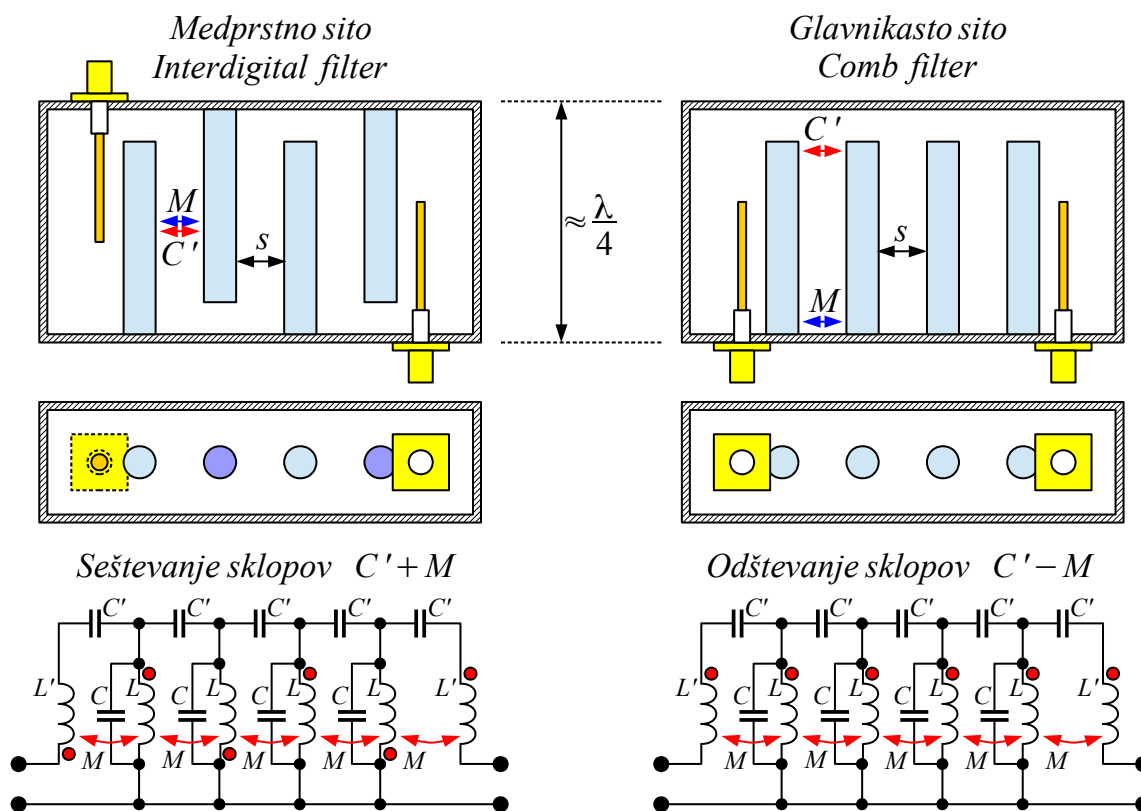 Medprstno sito
Interdigital filter
M
C'
s
≈ λ/4
Glavnikasto sito
Comb filter
C'
s
M
Seštevanje sklopov C'+M
C' C' C' C' C'
L' C L C L C L C L L'
M M M M M
Odštevanje sklopov C'−M
C' C' C' C' C'
L' C L C L C L C L L'
M M M M M